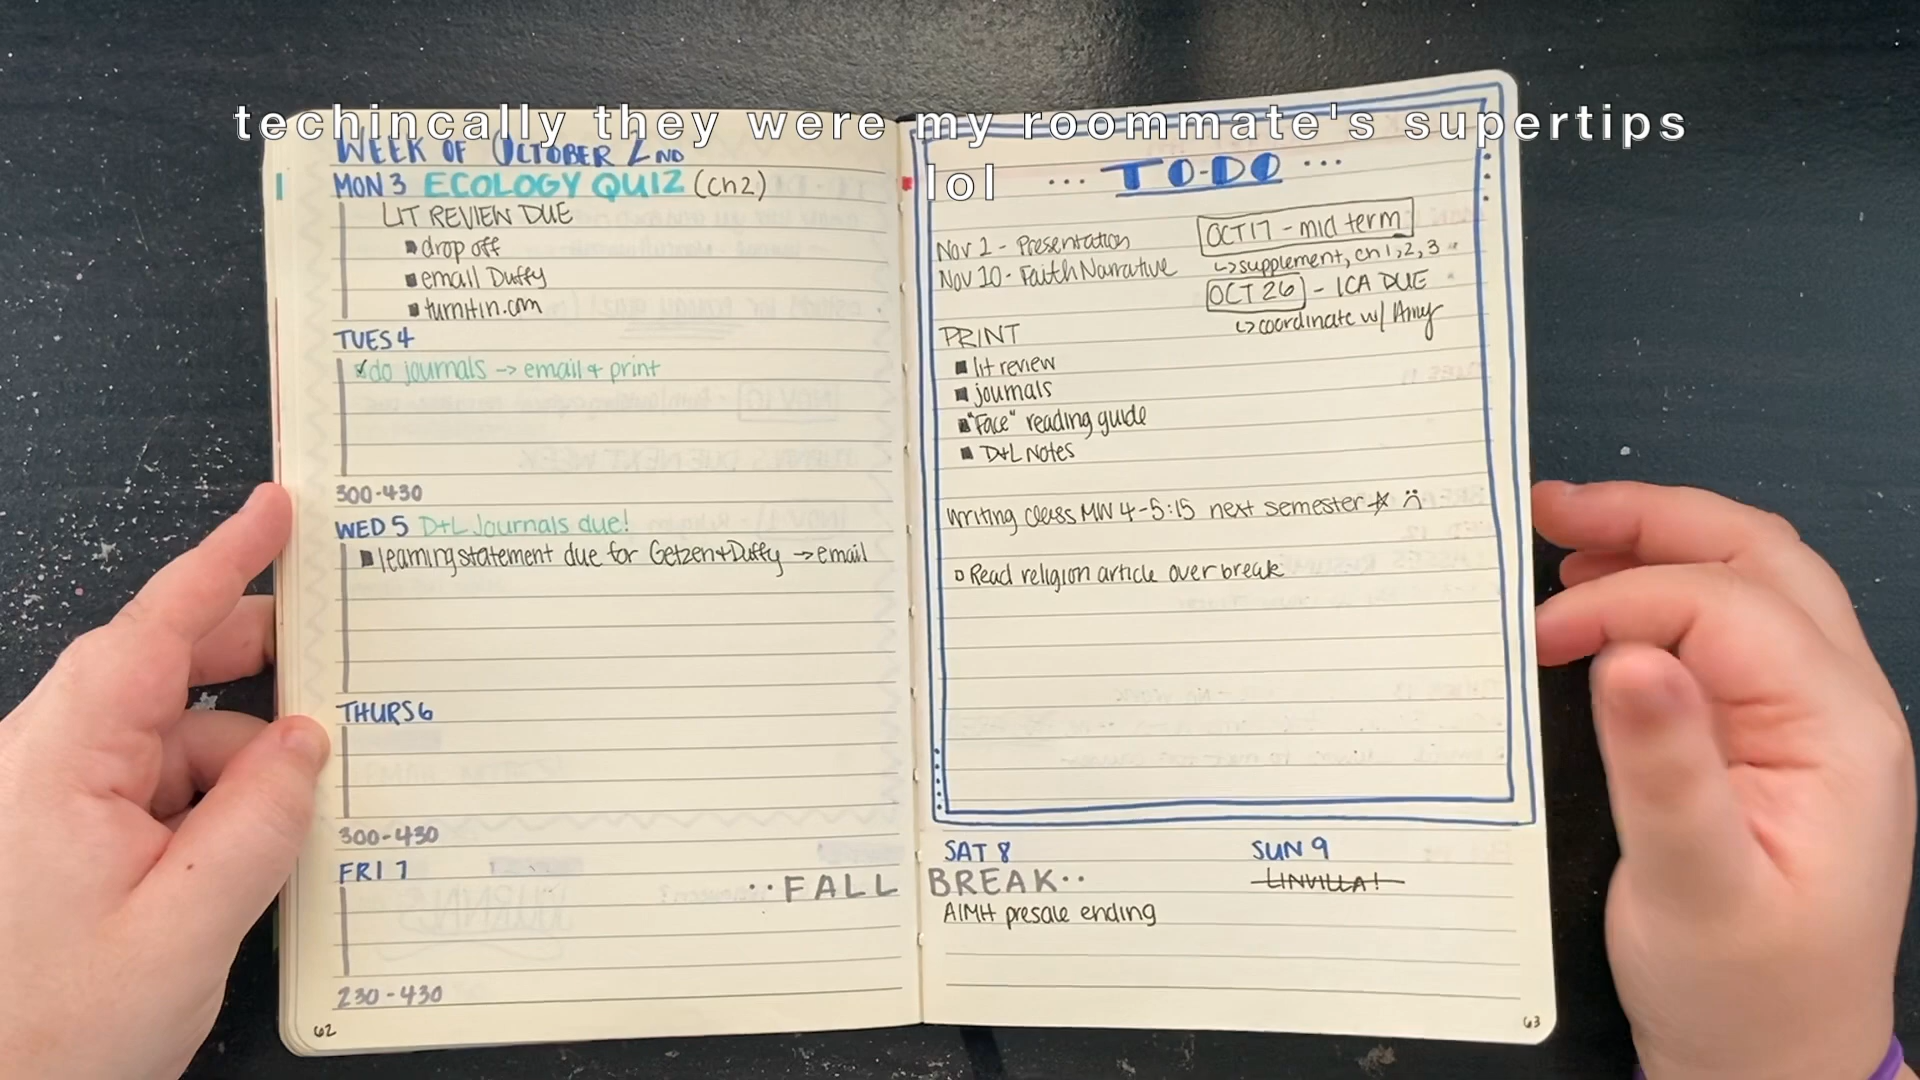 techincally they were my roommate's supertips
lol
WEEK OF OCTOBER 2ND
MON 3 ECOLOGY QUIZ (Ch2)
LIT REVIEW DUE
drop off
email Duffy
turnitin.com
TUES 4
do journals -> email + print
300-430
WED 5 D+L Journals due!
learning statement due for Getzen + Duffy -> email
THURS 6
300-430
FRI 7
230-430
62
... TO-DO ...
Nov 1 - Presentation
Nov 10 - Faith Narrative
OCT 17 - mid term
↳ supplement, ch 1, 2, 3
OCT 26 - ICA DUE
↳ coordinate w/ Amy
PRINT
lit review
journals
"Face" reading guide
D+L Notes
Writing class MW 4-5:15 next semester ☆ :(
Read religion article over break
SAT 8
SUN 9
··FALL BREAK··
LINVILLA!
AIMH presale ending
63